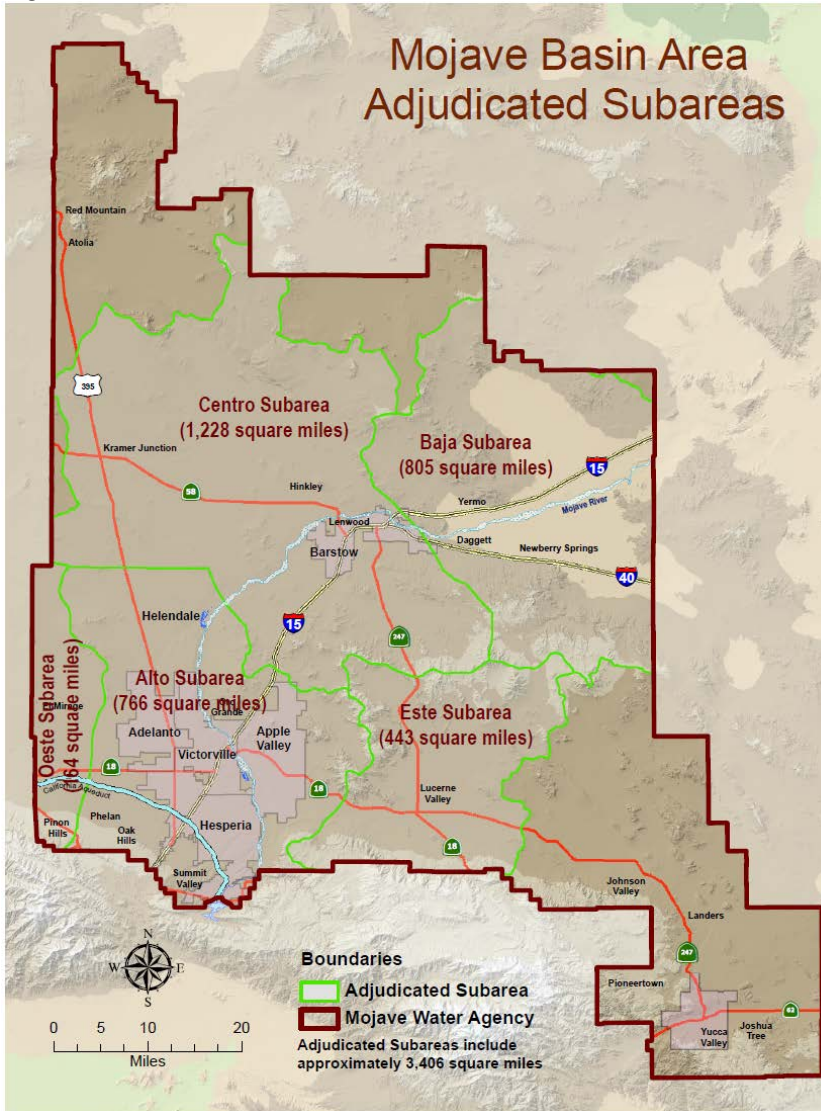 Mojave Basin Area
Adjudicated Subareas
Red Mountain
Atolia
395
Centro Subarea
(1,228 square miles)
Kramer Junction
Baja Subarea
(805 square miles)
15
58
Hinkley
Yermo
Mojave River
Lenwood
Barstow
Daggett
Newberry Springs
40
Helendale
15
247
Oeste Subarea
164 square miles)
Alto Subarea
(766 square miles)
Este Subarea
(443 square miles)
Grande
Adelanto
Apple
Valley
Victorville
18
California Aqueduct
18
Lucerne
Valley
Pinon
Hills
Phelan
Oak
Hills
Hesperia
18
Summit
Valley
Johnson
Valley
Landers
247
Pioneertown
62
Yucca
Valley
Joshua
Tree
N
W
E
S
0 5 10 20
Miles
Boundaries
Adjudicated Subarea
Mojave Water Agency
Adjudicated Subareas include
approximately 3,406 square miles